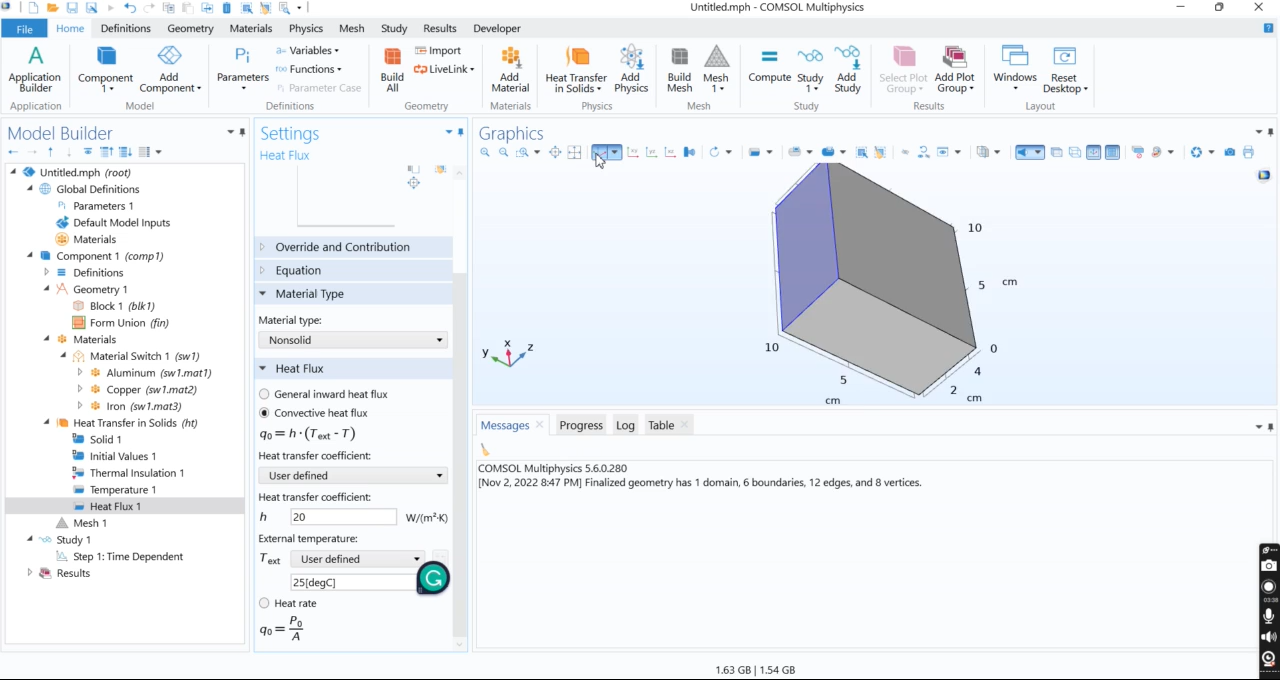 Untitled.mph - COMSOL Multiphysics
File Home Definitions Geometry Materials Physics Mesh Study Results Developer
Application Builder
Component 1
Add Component
Pi Parameters
a= Variables
Functions
Pi Parameter Case
Build All
Import
LiveLink
Add Material
Heat Transfer in Solids
Add Physics
Build Mesh
Mesh 1
Compute
Study 1
Add Study
Select Plot Group
Add Plot Group
Windows
Reset Desktop
Application Model Definitions Geometry Materials Physics Mesh Study Results Layout
Model Builder
Untitled.mph (root)
Global Definitions
Pi Parameters 1
Default Model Inputs
Materials
Component 1 (comp1)
Definitions
Geometry 1
Block 1 (blk1)
Form Union (fin)
Materials
Material Switch 1 (sw1)
Aluminum (sw1.mat1)
Copper (sw1.mat2)
Iron (sw1.mat3)
Heat Transfer in Solids (ht)
Solid 1
Initial Values 1
Thermal Insulation 1
Temperature 1
Heat Flux 1
Mesh 1
Study 1
Step 1: Time Dependent
Results
Settings
Heat Flux
Override and Contribution
Equation
Material Type
Material type:
Nonsolid
Heat Flux
General inward heat flux
Convective heat flux
q0 = h·(Text - T)
Heat transfer coefficient:
User defined
Heat transfer coefficient:
h 20 W/(m²·K)
External temperature:
Text User defined
25[degC]
Heat rate
q0 = P0/A
Graphics
10
5 cm
0
10
5
cm
4
2 cm
y x z
Messages Progress Log Table
COMSOL Multiphysics 5.6.0.280
[Nov 2, 2022 8:47 PM] Finalized geometry has 1 domain, 6 boundaries, 12 edges, and 8 vertices.
1.63 GB | 1.54 GB
03:38